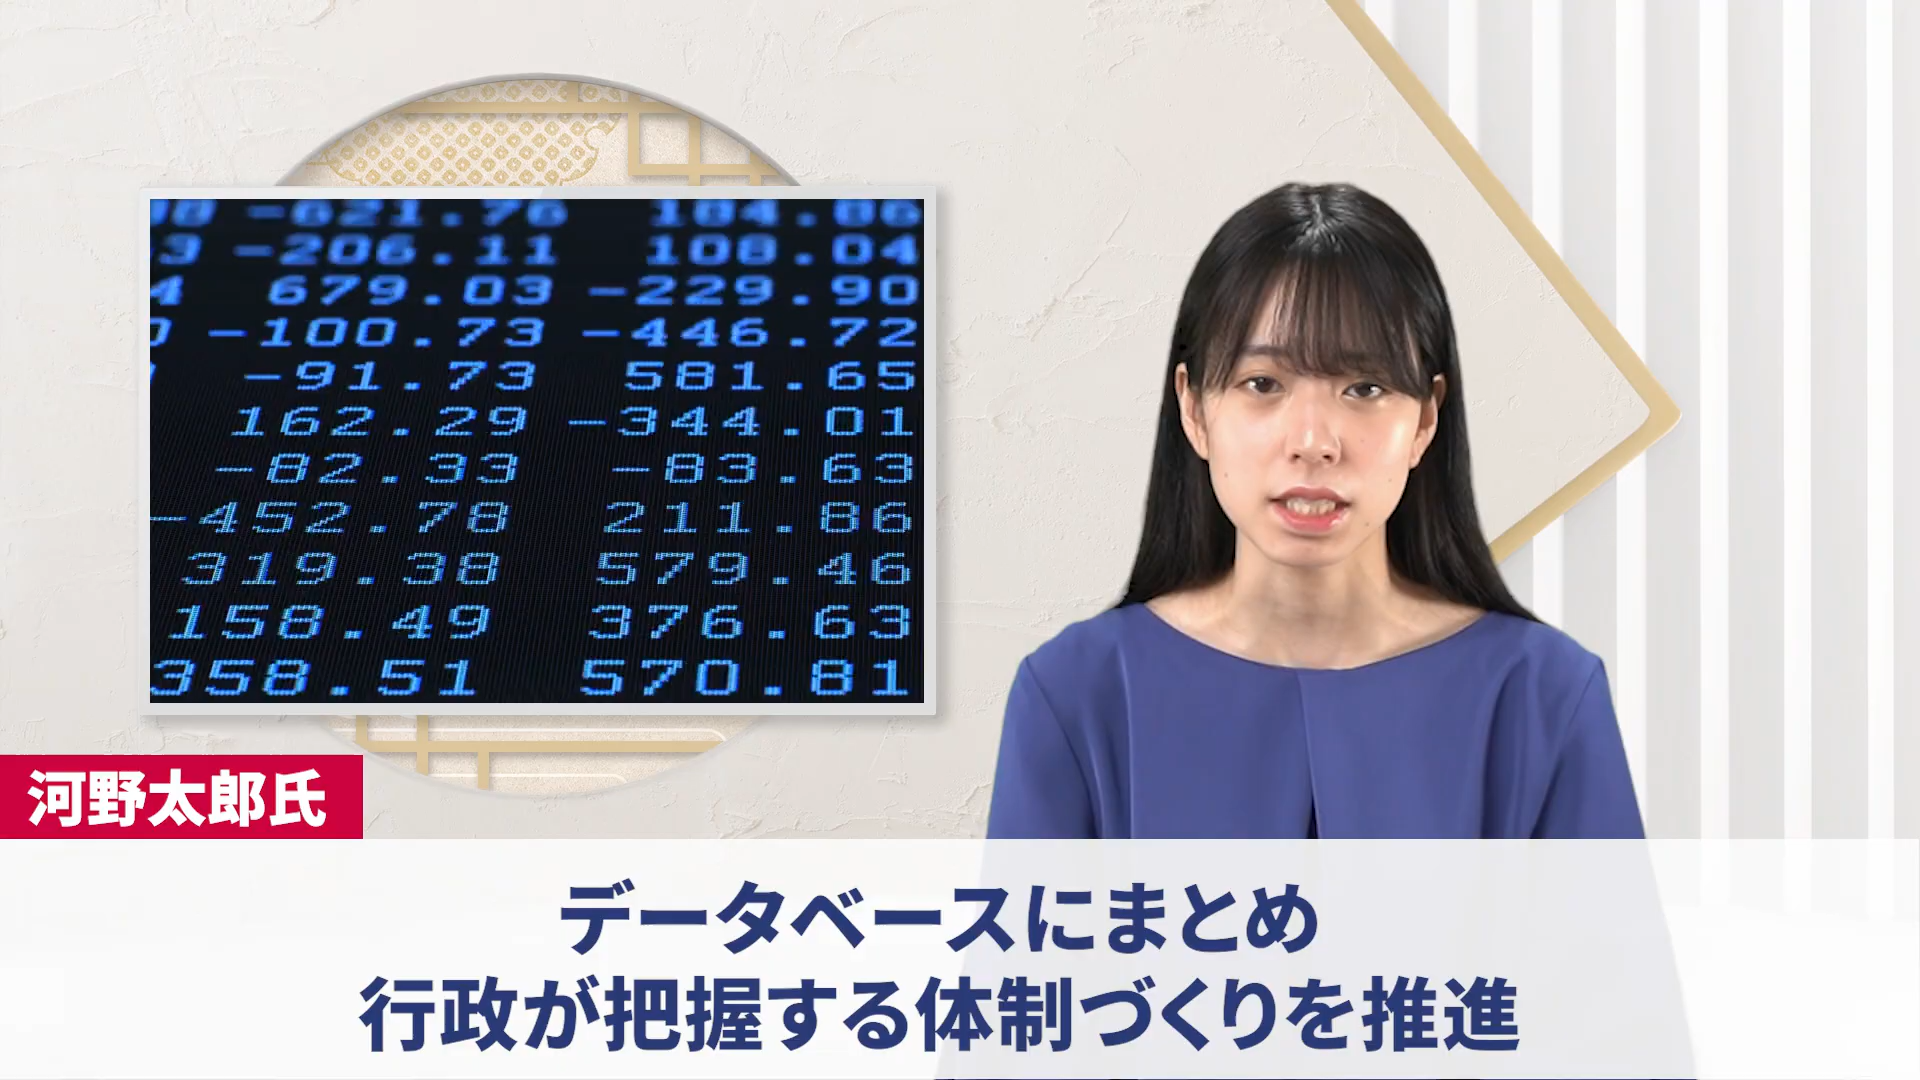 -621.76 184.86
3 -206.11 108.04
4 679.03 -229.90
0 -100.73 -446.72
-91.73 581.65
162.29 -344.01
-82.33 -83.63
-452.78 211.86
319.38 579.46
158.49 376.63
358.51 570.81
河野太郎氏
データベースにまとめ
行政が把握する体制づくりを推進